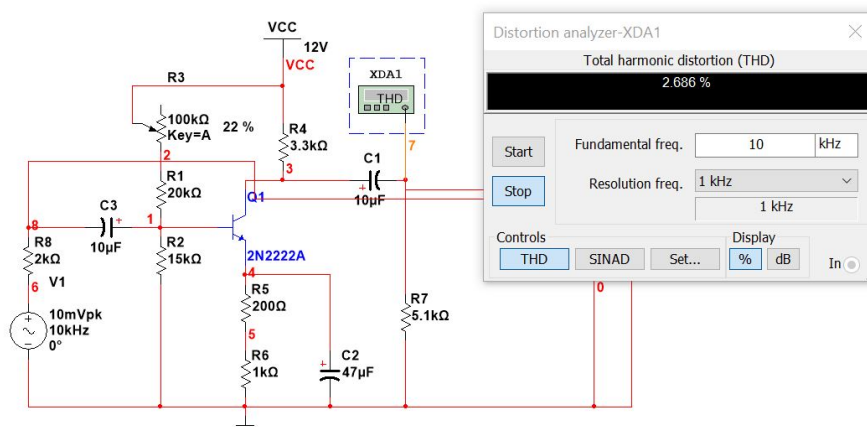 VCC
12V
VCC
R3
100kΩ
Key=A
22 %
2
R4
3.3kΩ
3
XDA1
THD
7
R1
20kΩ
C1
+
10µF
Q1
8
C3
+
10µF
1
R2
15kΩ
2N2222A
4
R8
2kΩ
6
V1
10mVpk
10kHz
0°
R5
200Ω
5
R6
1kΩ
+
C2
47µF
R7
5.1kΩ
0
Distortion analyzer-XDA1
Total harmonic distortion (THD)
2.686 %
Start
Stop
Fundamental freq.
10
kHz
Resolution freq.
1 kHz
1 kHz
Controls
THD
SINAD
Set...
Display
%
dB
In